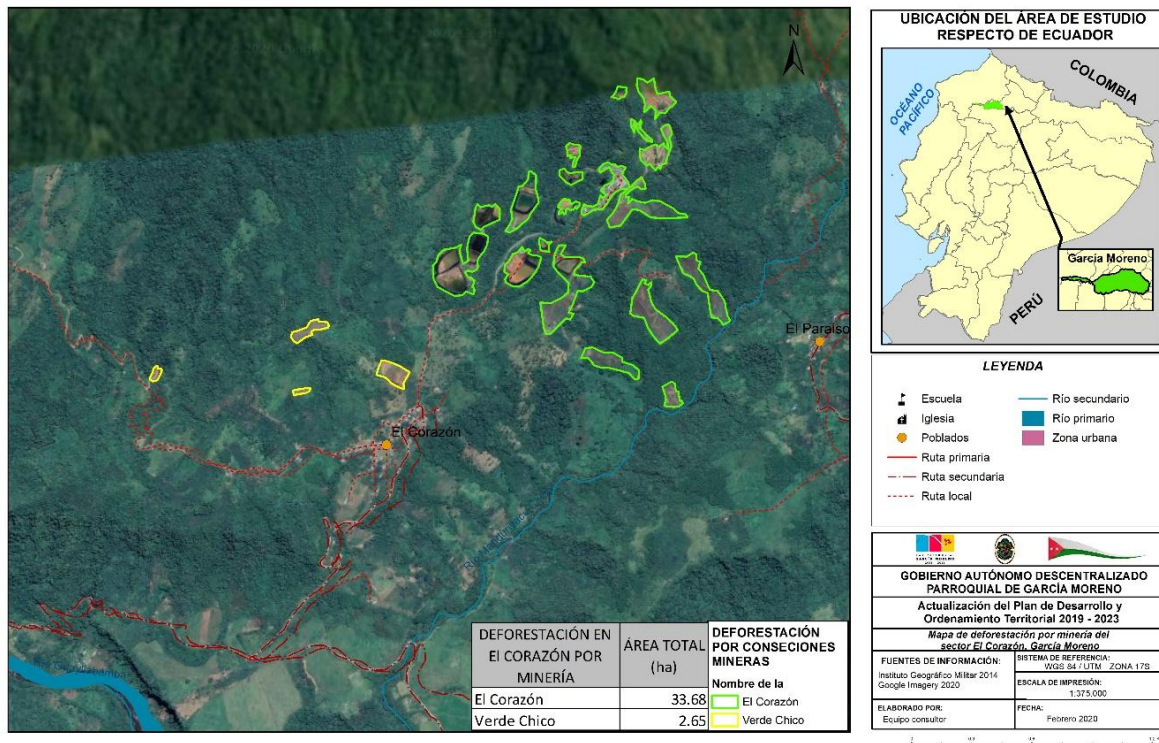 N
El Paraiso
El Corazón
DEFORESTACIÓN EN
El CORAZÓN POR
MINERÍA
ÁREA TOTAL
(ha)
El Corazón 33.68
Verde Chico 2.65
DEFORESTACIÓN
POR CONSECIONES
MINERAS
Nombre de la
El Corazón
Verde Chico
UBICACIÓN DEL ÁREA DE ESTUDIO
RESPECTO DE ECUADOR
COLOMBIA
OCÉANO
PACÍFICO
García Moreno
PERÚ
LEYENDA
Escuela
Iglesia
Poblados
Ruta primaria
Ruta secundaria
Ruta local
Río secundario
Río primario
Zona urbana
GOBIERNO AUTÓNOMO DESCENTRALIZADO
PARROQUIAL DE GARCÍA MORENO
Actualización del Plan de Desarrollo y
Ordenamiento Territorial 2019 - 2023
Mapa de deforestación por minería del
sector El Corazón, García Moreno
FUENTES DE INFORMACIÓN:
Instituto Geográfico Militar 2014
Google Imagery 2020
SISTEMA DE REFERENCIA:
WGS 84 / UTM ZONA 17S
ESCALA DE IMPRESIÓN:
1:375,000
ELABORADO POR:
Equipo consultor
FECHA:
Febrero 2020